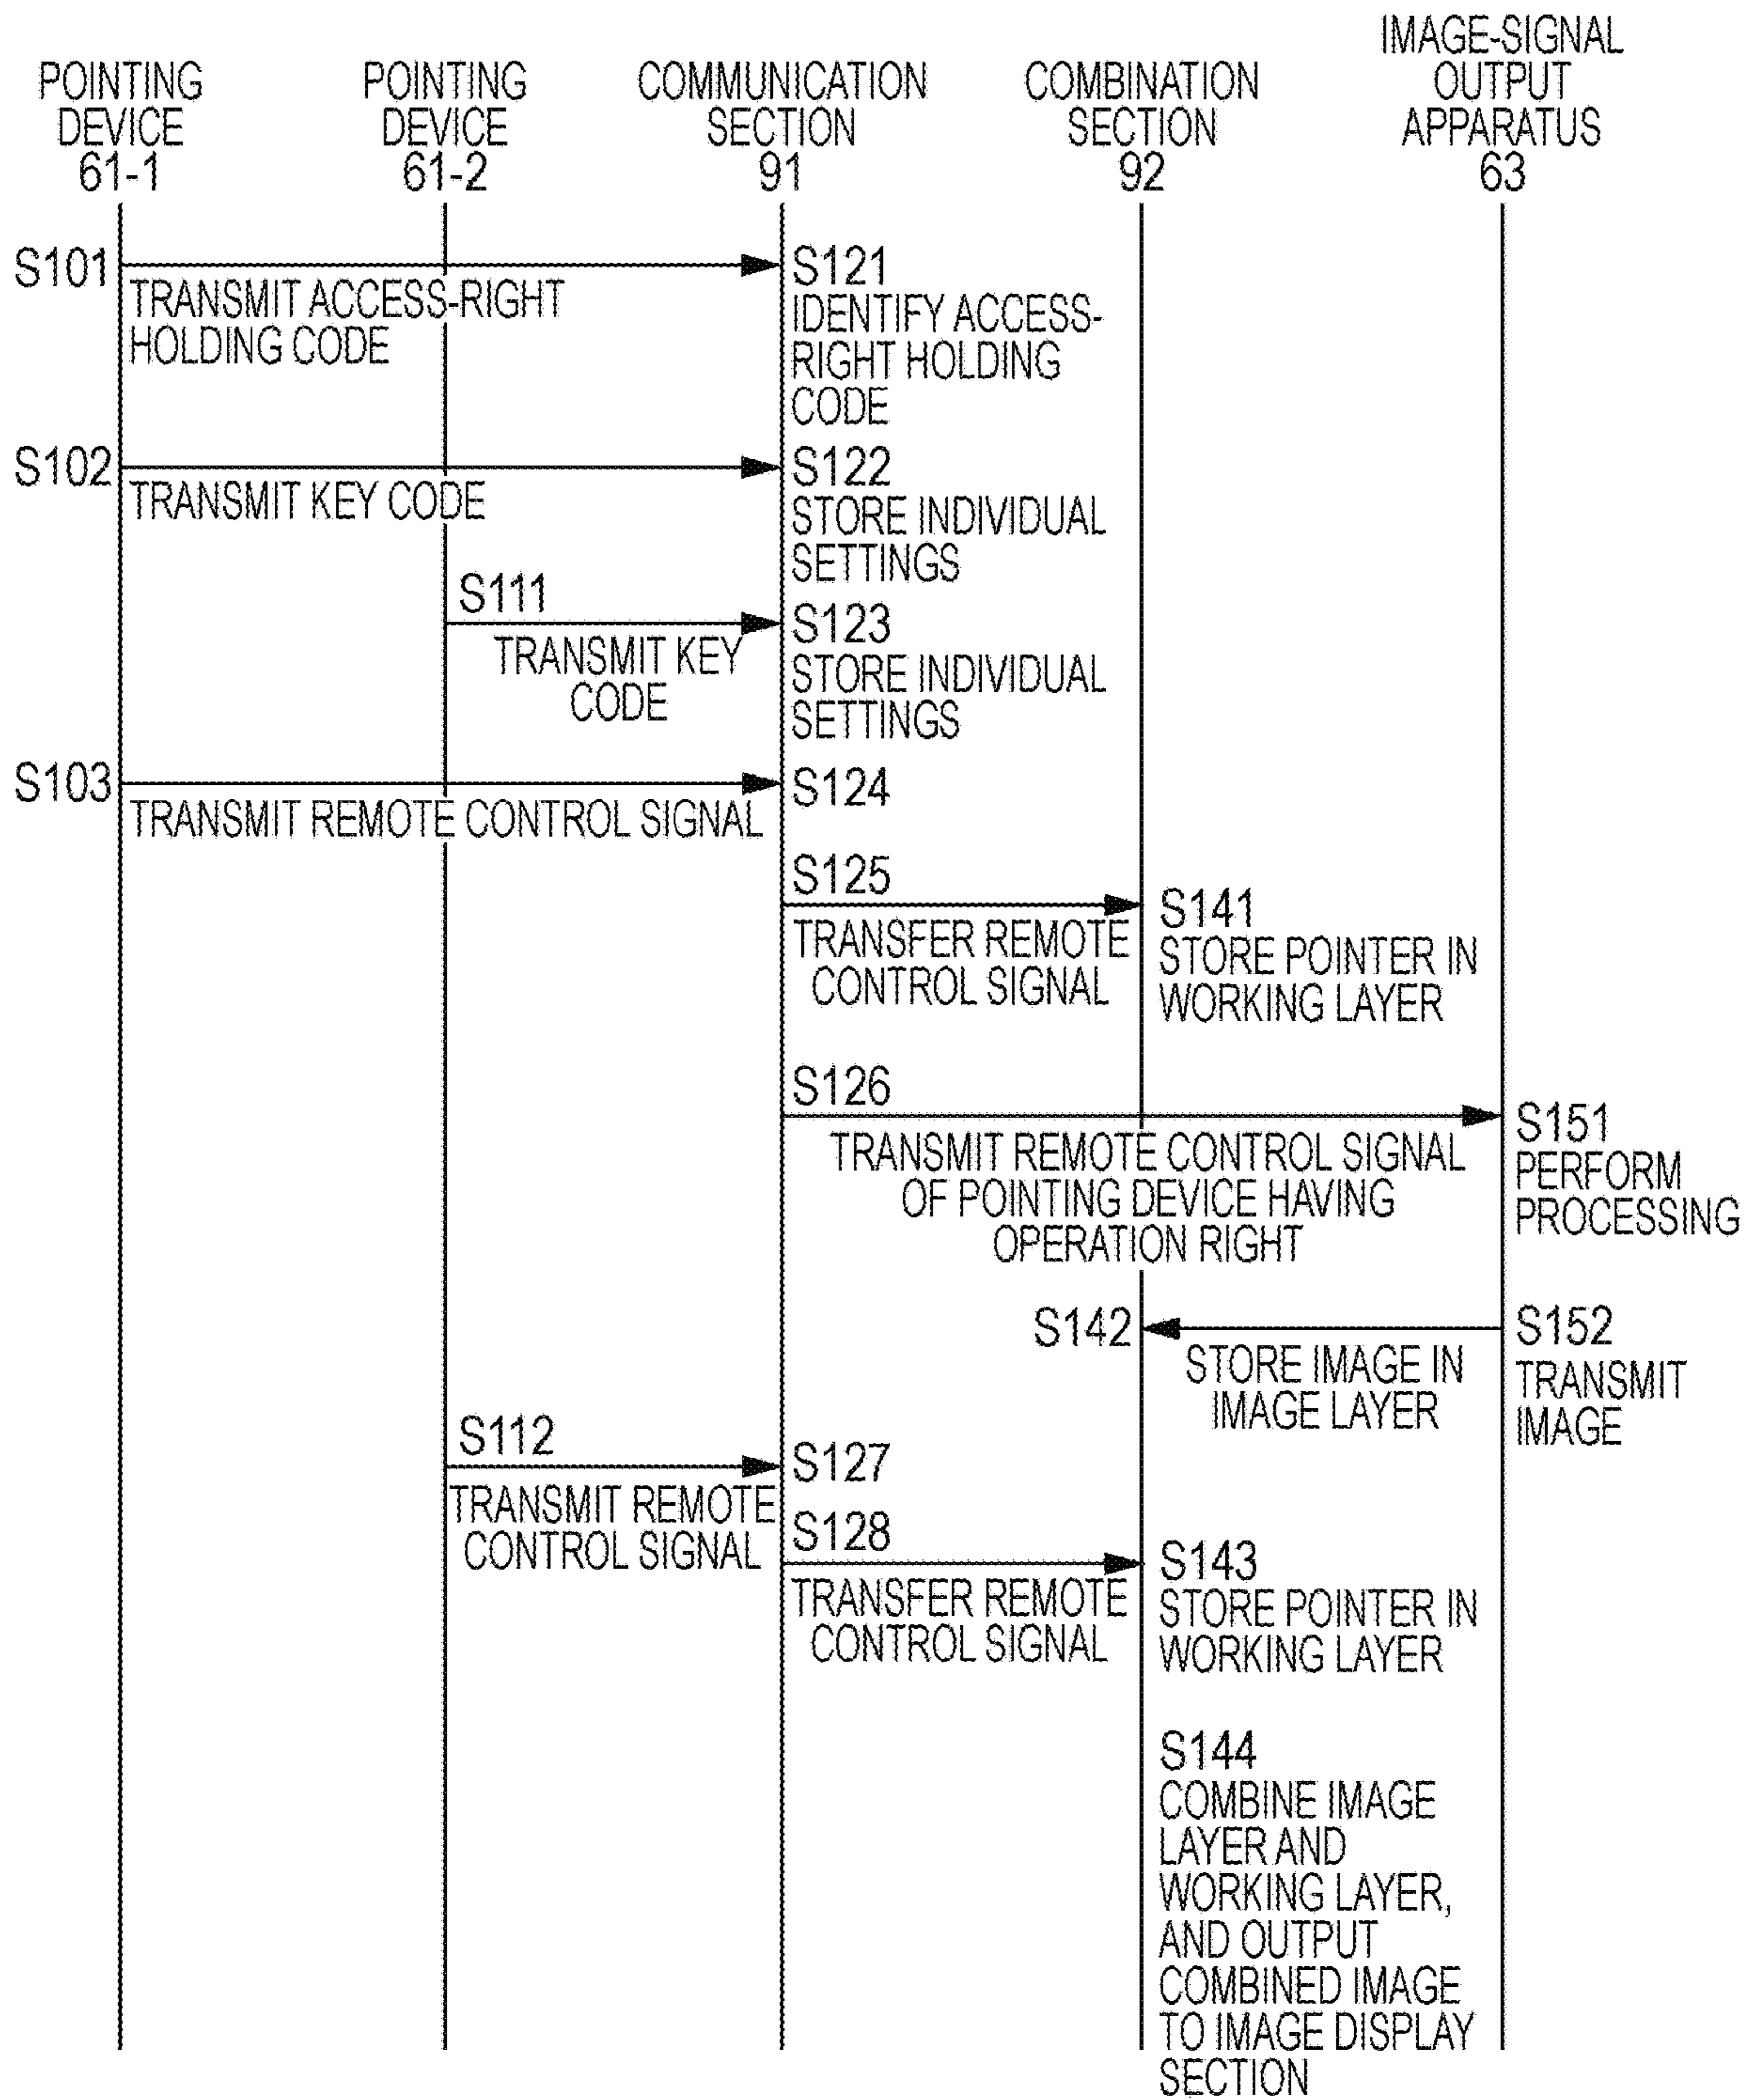 POINTING
DEVICE
61-1
POINTING
DEVICE
61-2
COMMUNICATION
SECTION
91
COMBINATION
SECTION
92
IMAGE-SIGNAL
OUTPUT
APPARATUS
63
S101
TRANSMIT ACCESS-RIGHT
HOLDING CODE
S121
IDENTIFY ACCESS-
RIGHT HOLDING
CODE
S102
TRANSMIT KEY CODE
S122
STORE INDIVIDUAL
SETTINGS
S111
TRANSMIT KEY
CODE
S123
STORE INDIVIDUAL
SETTINGS
S103
TRANSMIT REMOTE CONTROL SIGNAL
S124
S125
TRANSFER REMOTE
CONTROL SIGNAL
S141
STORE POINTER IN
WORKING LAYER
S126
TRANSMIT REMOTE CONTROL SIGNAL
OF POINTING DEVICE HAVING
OPERATION RIGHT
S151
PERFORM
PROCESSING
S142
STORE IMAGE IN
IMAGE LAYER
S152
TRANSMIT
IMAGE
S112
TRANSMIT REMOTE
CONTROL SIGNAL
S127
S128
TRANSFER REMOTE
CONTROL SIGNAL
S143
STORE POINTER IN
WORKING LAYER
S144
COMBINE IMAGE
LAYER AND
WORKING LAYER,
AND OUTPUT
COMBINED IMAGE
TO IMAGE DISPLAY
SECTION